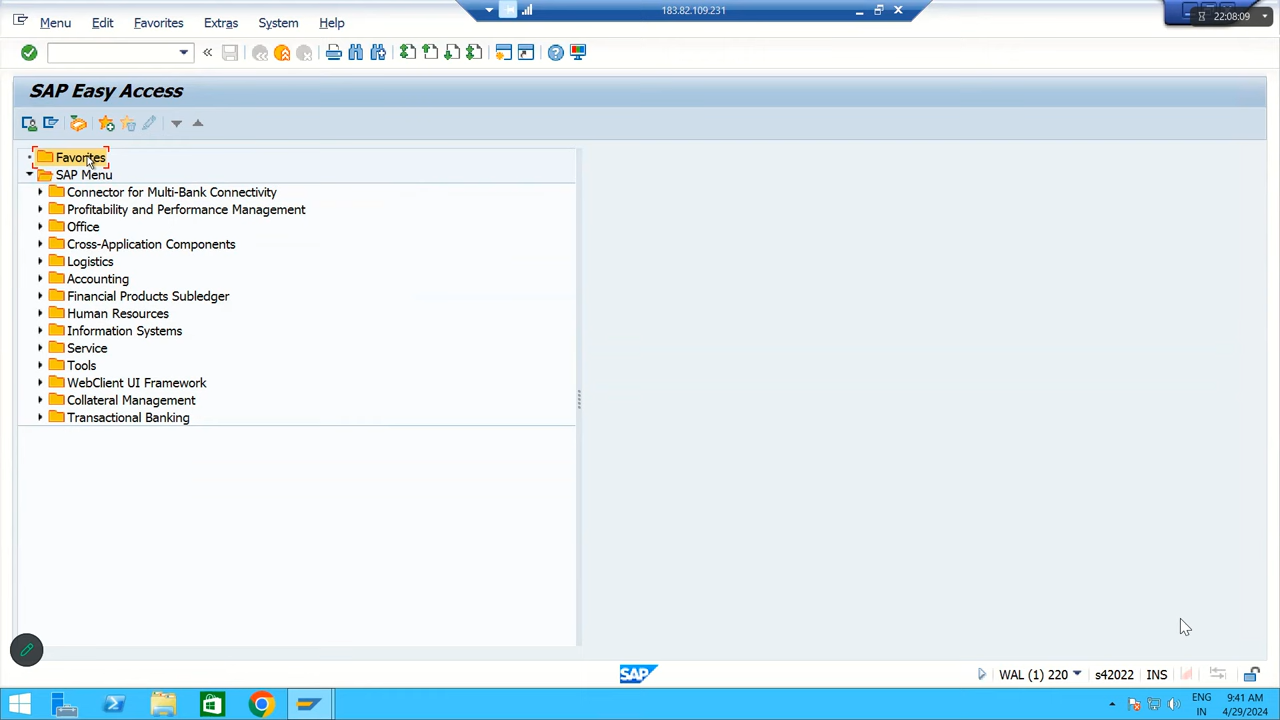 183.82.109.231
22:08:09
Menu Edit Favorites Extras System Help
SAP Easy Access
Favorites
SAP Menu
Connector for Multi-Bank Connectivity
Profitability and Performance Management
Office
Cross-Application Components
Logistics
Accounting
Financial Products Subledger
Human Resources
Information Systems
Service
Tools
WebClient UI Framework
Collateral Management
Transactional Banking
SAP
WAL (1) 220 s42022 INS
ENG 9:41 AM
IN 4/29/2024